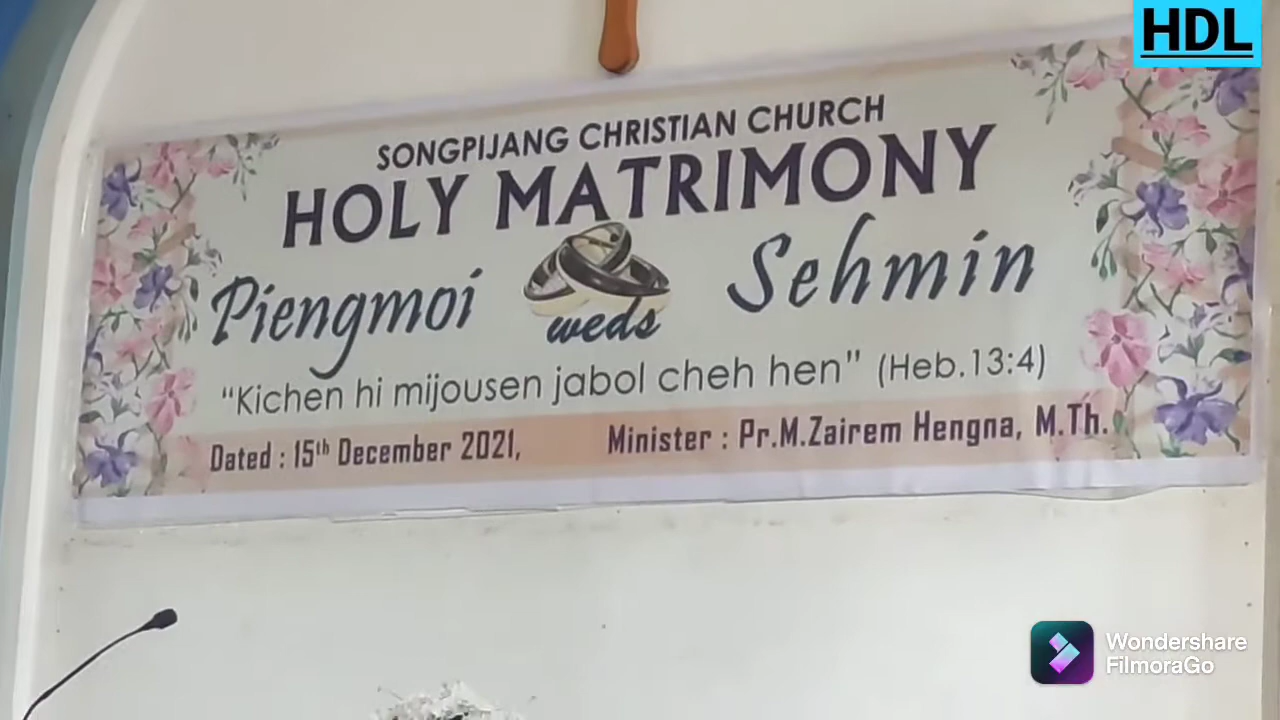 HDL
SONGPIJANG CHRISTIAN CHURCH
HOLY MATRIMONY
Piengmoi weds Sehmin
“Kichen hi mijousen jabol cheh hen” (Heb.13:4)
Dated : 15th December 2021, Minister : Pr.M.Zairem Hengna, M.Th.
Wondershare
FilmoraGo